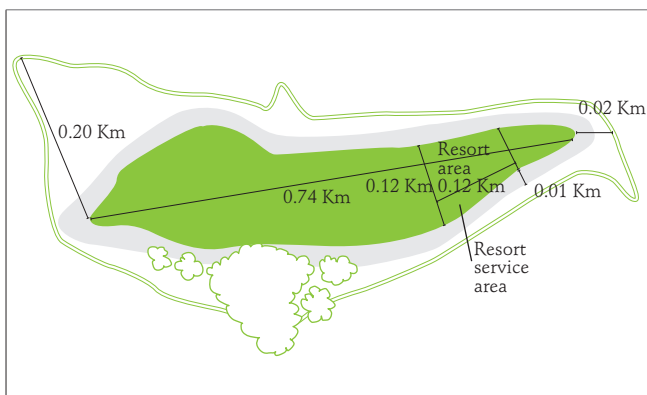 0.02 Km
0.20 Km
Resort
area
0.12 Km
0.12 Km
0.01 Km
0.74 Km
Resort
service
area